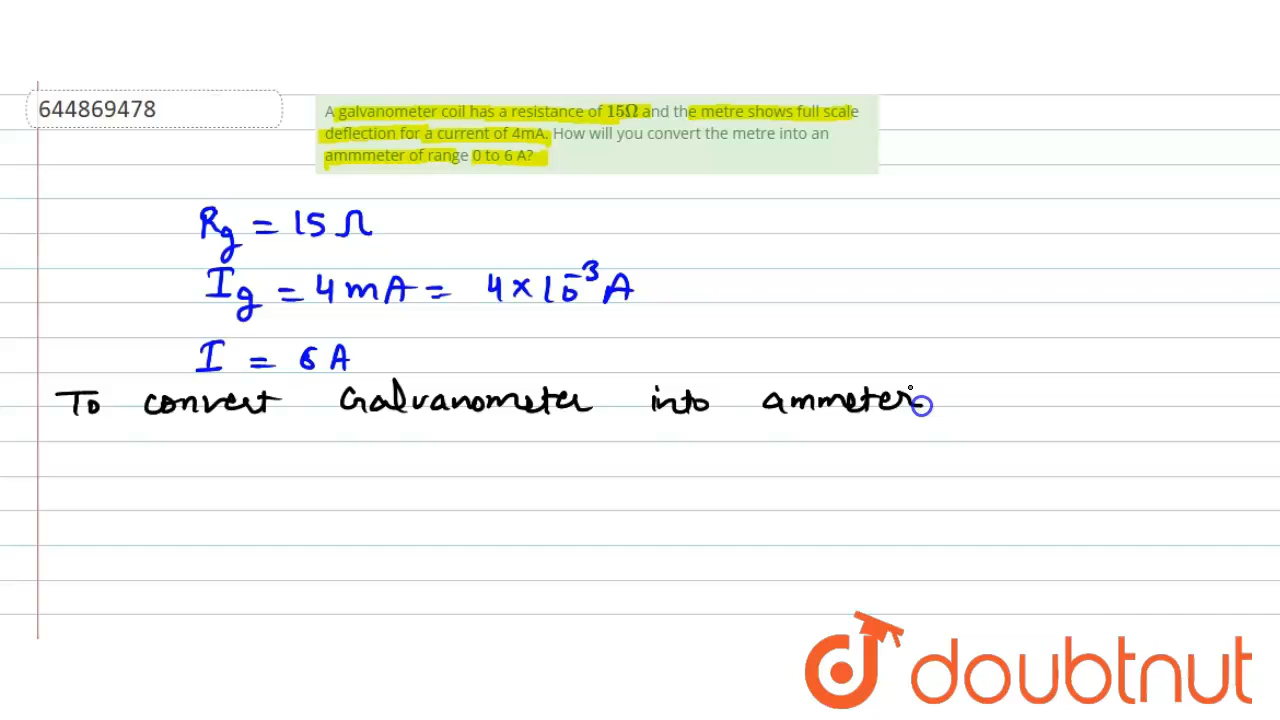 644869478
A galvanometer coil has a resistance of 15Ω and the metre shows full scale
deflection for a current of 4mA. How will you convert the metre into an
ammmeter of range 0 to 6 A?
Rg = 15 Ω
Ig = 4mA = 4×10⁻³ A
I = 6 A
To convert Galvanometer into ammeter
doubtnut